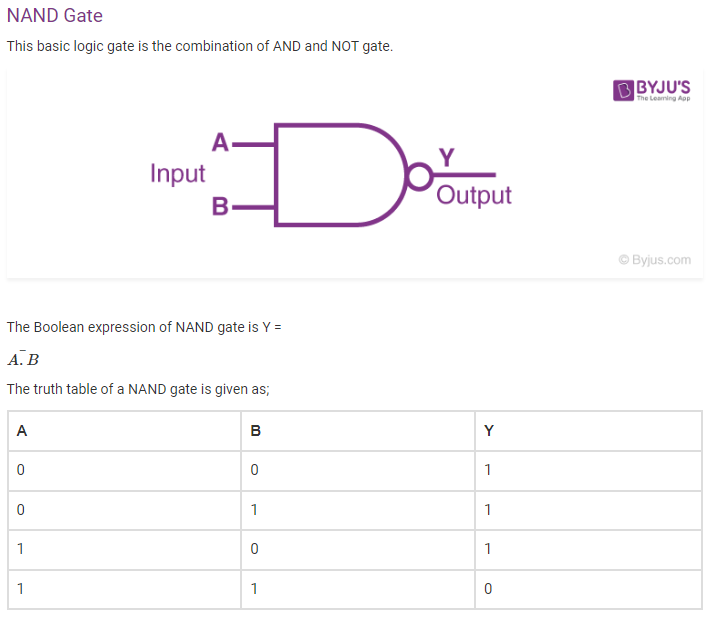 NAND Gate
This basic logic gate is the combination of AND and NOT gate.
BYJU'S
The Learning App
A
Y
Input
Output
B
© Byjus.com
The Boolean expression of NAND gate is Y =
A.̄ B
The truth table of a NAND gate is given as;
A B Y
0 0 1
0 1 1
1 0 1
1 1 0